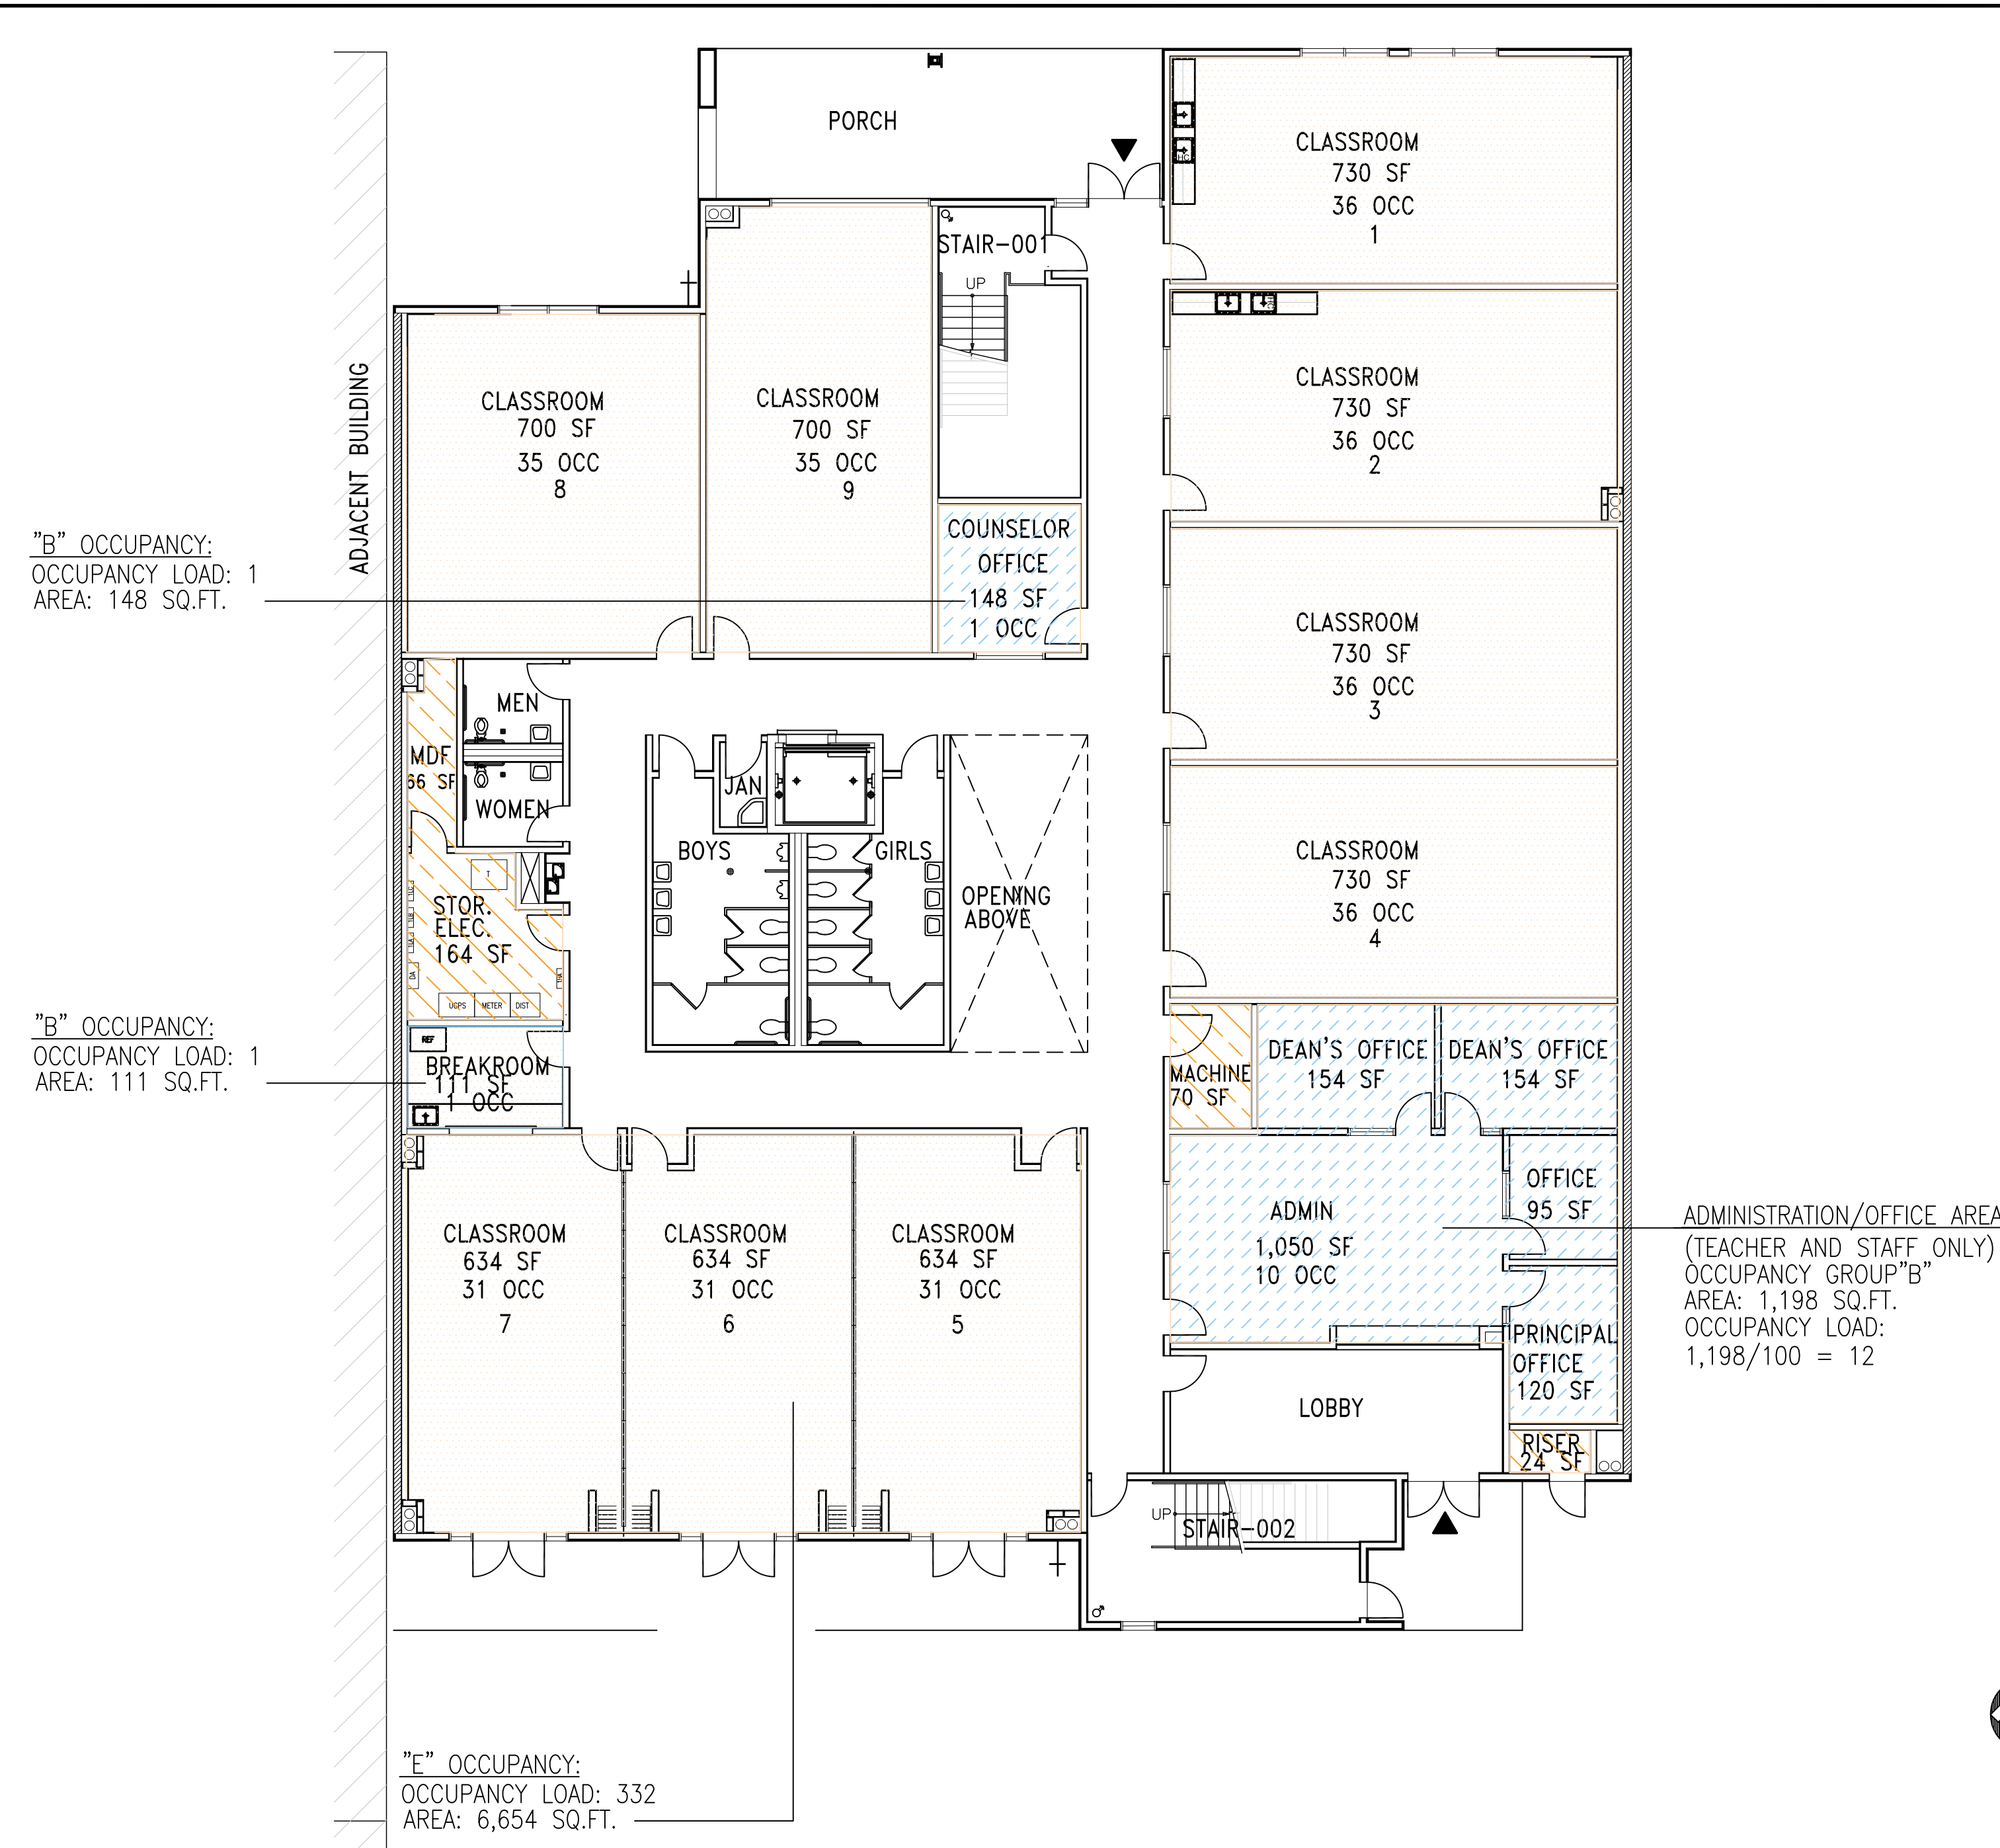 PORCH
CLASSROOM
730 SF
36 OCC
1
STAIR-001
UP
CLASSROOM
730 SF
36 OCC
2
ADJACENT BUILDING
CLASSROOM
700 SF
35 OCC
8
CLASSROOM
700 SF
35 OCC
9
COUNSELOR
OFFICE
148 SF
1 OCC
"B" OCCUPANCY:
OCCUPANCY LOAD: 1
AREA: 148 SQ.FT.
CLASSROOM
730 SF
36 OCC
3
MEN
MDF
66 SF
WOMEN
JAN
BOYS
GIRLS
OPENING
ABOVE
CLASSROOM
730 SF
36 OCC
4
T
STOR.
ELEC.
164 SF
DA
UGPS
METER
DIST
"B" OCCUPANCY:
OCCUPANCY LOAD: 1
AREA: 111 SQ.FT.
REF
BREAKROOM
111 SF
1 OCC
MACHINE
70 SF
DEAN'S OFFICE
154 SF
DEAN'S OFFICE
154 SF
CLASSROOM
634 SF
31 OCC
7
CLASSROOM
634 SF
31 OCC
6
CLASSROOM
634 SF
31 OCC
5
ADMIN
1,050 SF
10 OCC
OFFICE
95 SF
ADMINISTRATION/OFFICE AREA
(TEACHER AND STAFF ONLY)
OCCUPANCY GROUP"B"
AREA: 1,198 SQ.FT.
OCCUPANCY LOAD:
1,198/100 = 12
PRINCIPAL
OFFICE
120 SF
LOBBY
RISER
24 SF
UP
STAIR-002
"E" OCCUPANCY:
OCCUPANCY LOAD: 332
AREA: 6,654 SQ.FT.